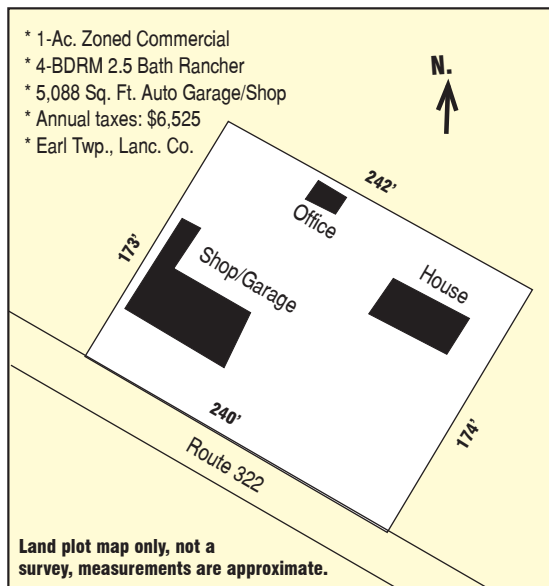 * 1-Ac. Zoned Commercial
* 4-BDRM 2.5 Bath Rancher
* 5,088 Sq. Ft. Auto Garage/Shop
* Annual taxes: $6,525
* Earl Twp., Lanc. Co.
N.
242'
Office
173'
Shop/Garage
House
240'
174'
Route 322
Land plot map only, not a
survey, measurements are approximate.